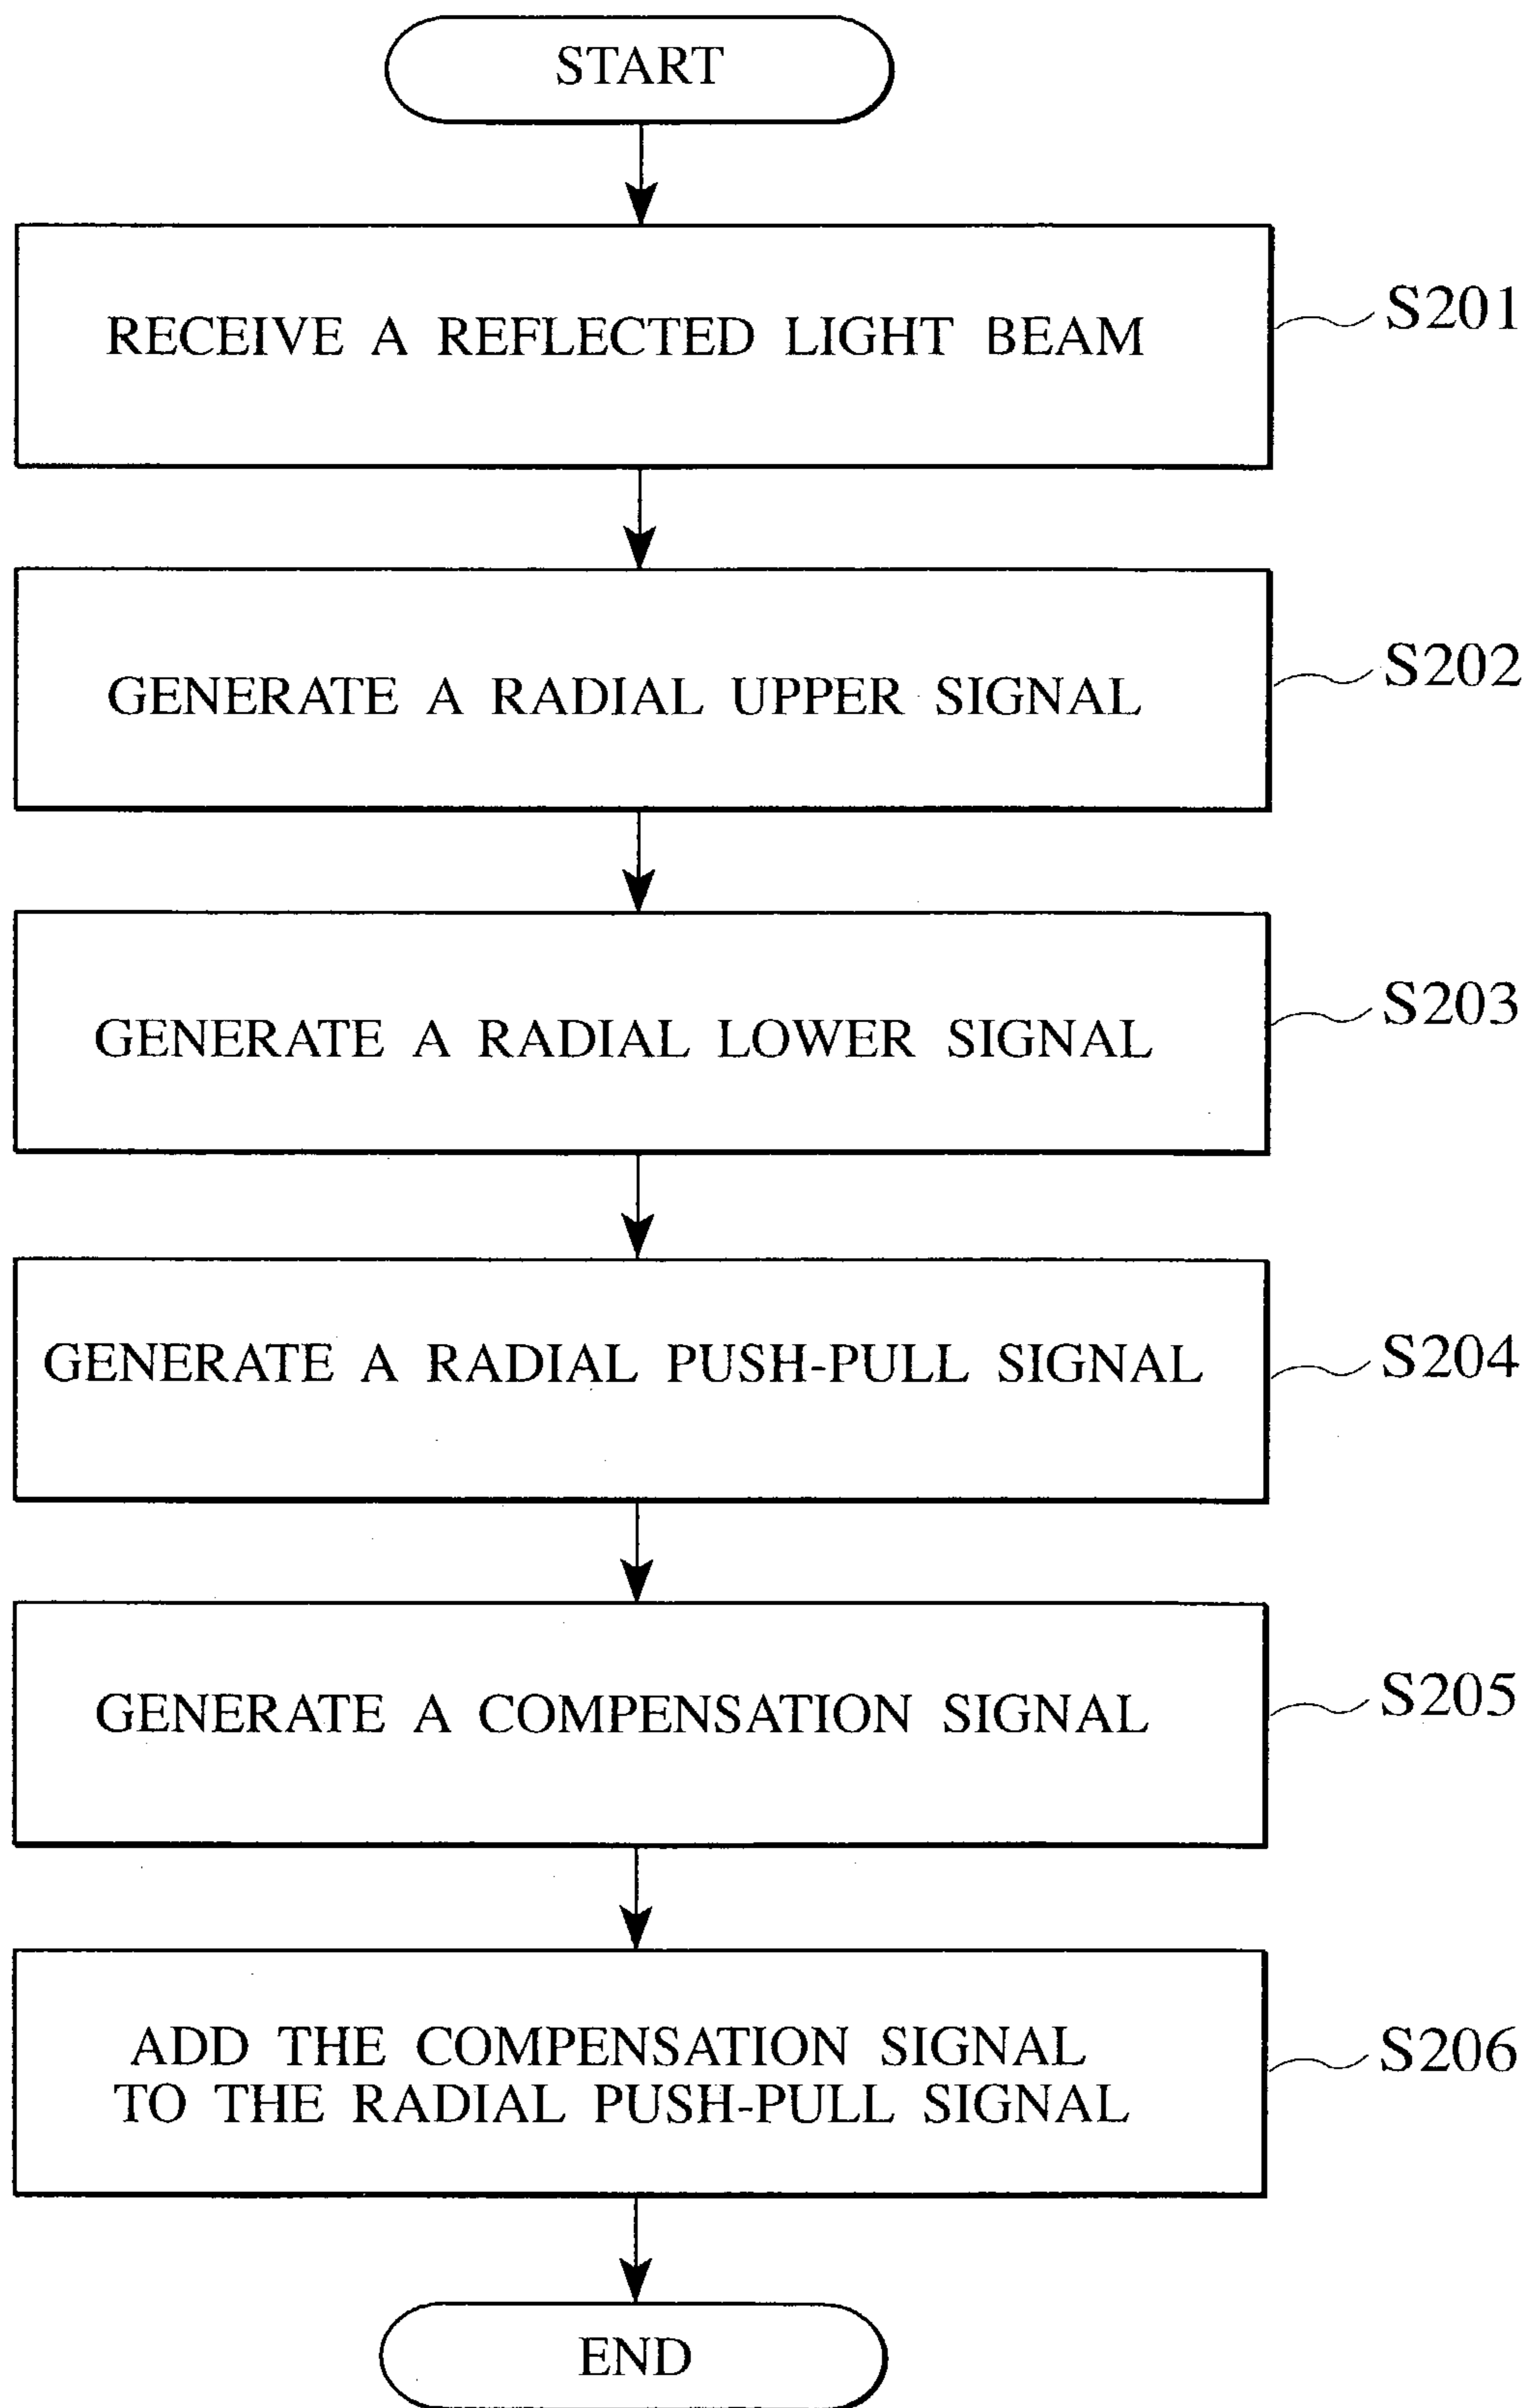 START
RECEIVE A REFLECTED LIGHT BEAM
S201
GENERATE A RADIAL UPPER SIGNAL
S202
GENERATE A RADIAL LOWER SIGNAL
S203
GENERATE A RADIAL PUSH-PULL SIGNAL
S204
GENERATE A COMPENSATION SIGNAL
S205
ADD THE COMPENSATION SIGNAL
TO THE RADIAL PUSH-PULL SIGNAL
S206
END